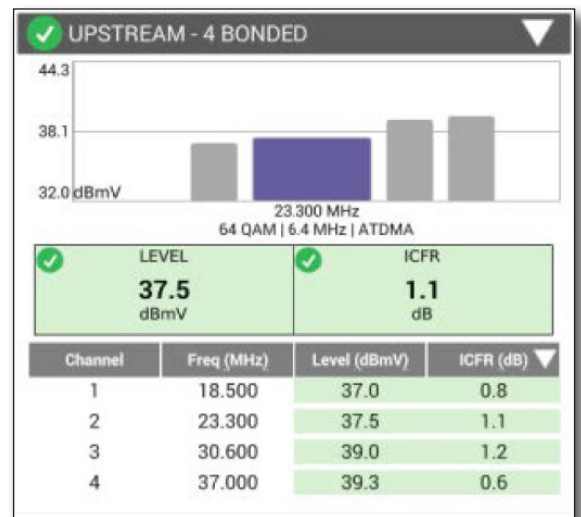 UPSTREAM - 4 BONDED
44.3
38.1
32.0 dBmV
23.300 MHz
64 QAM | 6.4 MHz | ATDMA
LEVEL ICFR
37.5 1.1
dBmV dB
Channel Freq (MHz) Level (dBmV) ICFR (dB)
1 18.500 37.0 0.8
2 23.300 37.5 1.1
3 30.600 39.0 1.2
4 37.000 39.3 0.6